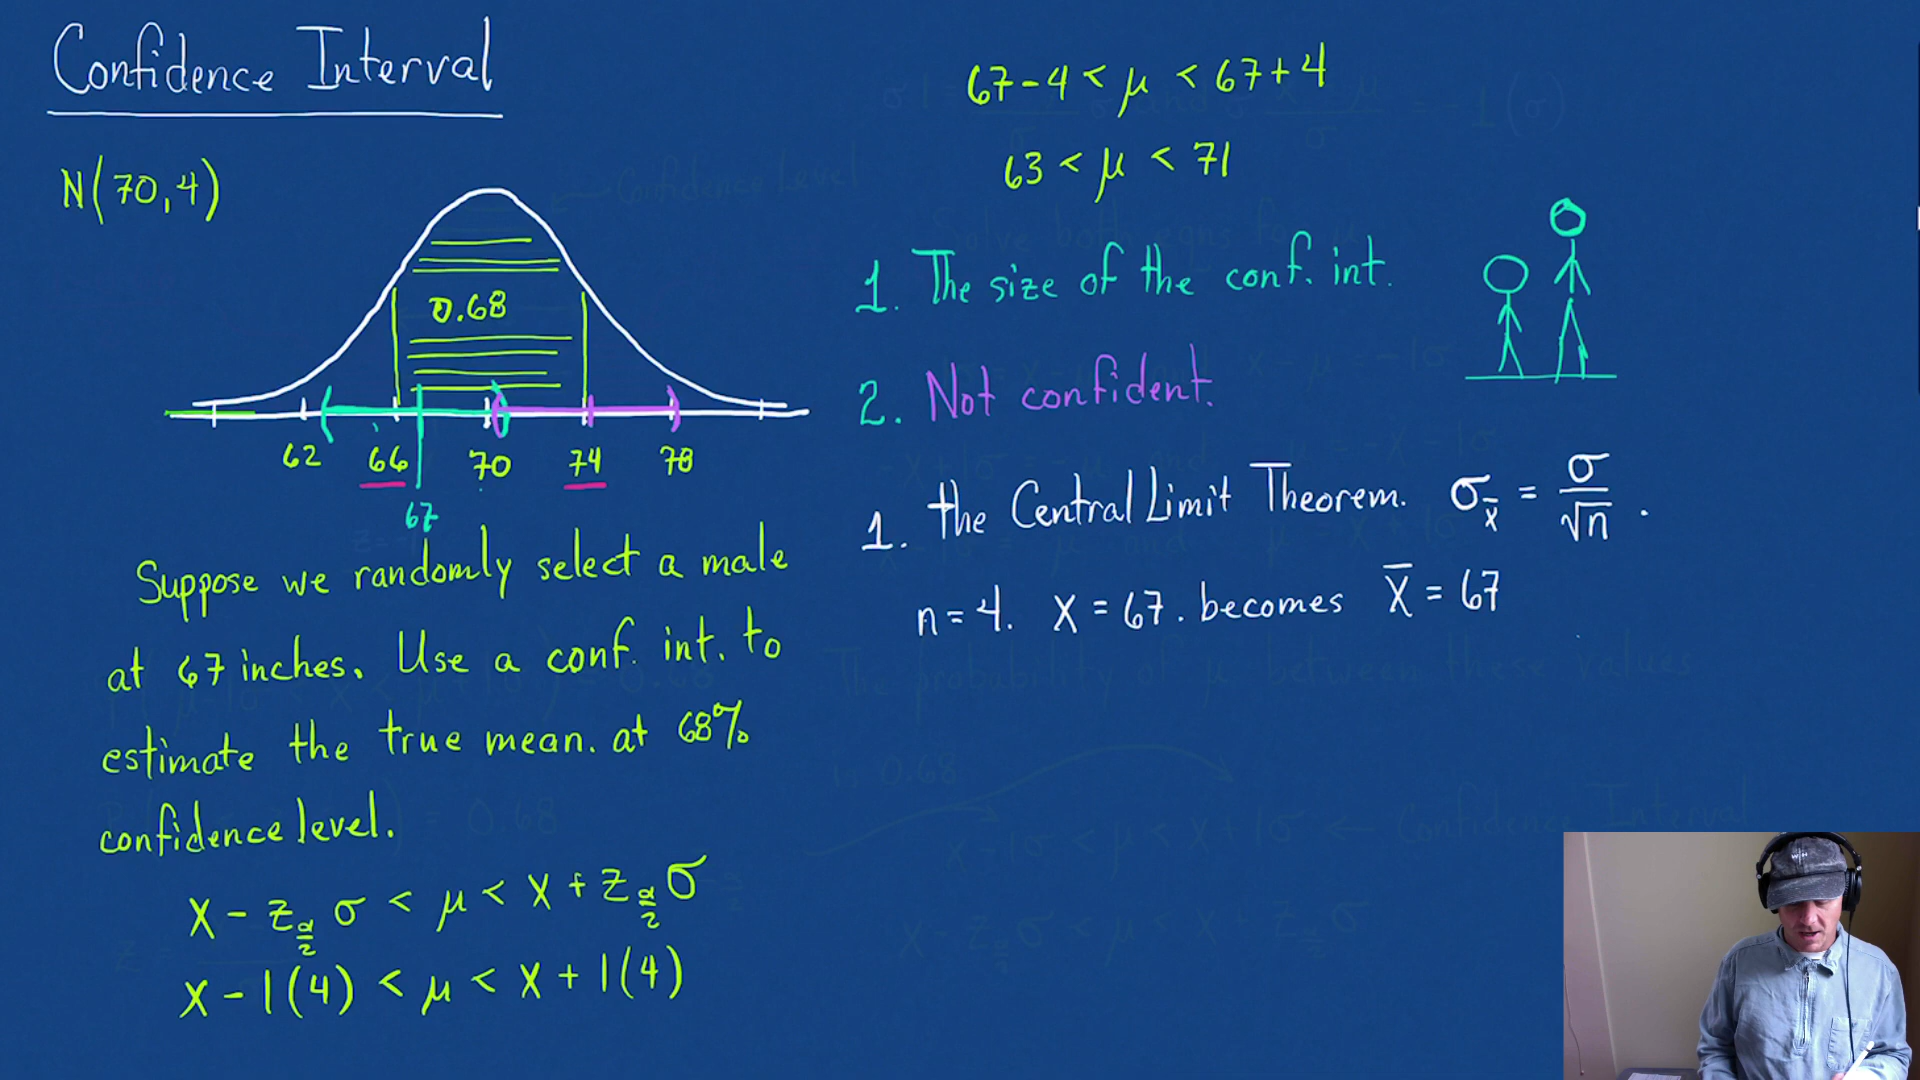 Confidence Interval
N(70,4)
0.68
62 66 70 74 78
67
Suppose we randomly select a male
at 67 inches. Use a conf. int. to
estimate the true mean. at 68%
confidence level.
X - z_{α/2} σ < μ < X + z_{α/2} σ
X - 1(4) < μ < X + 1(4)
67-4 < μ < 67+4
63 < μ < 71
1. The size of the conf. int.
2. Not confident.
1. the Central Limit Theorem. σ_x̄ = σ/√n .
n = 4. X = 67. becomes X̄ = 67